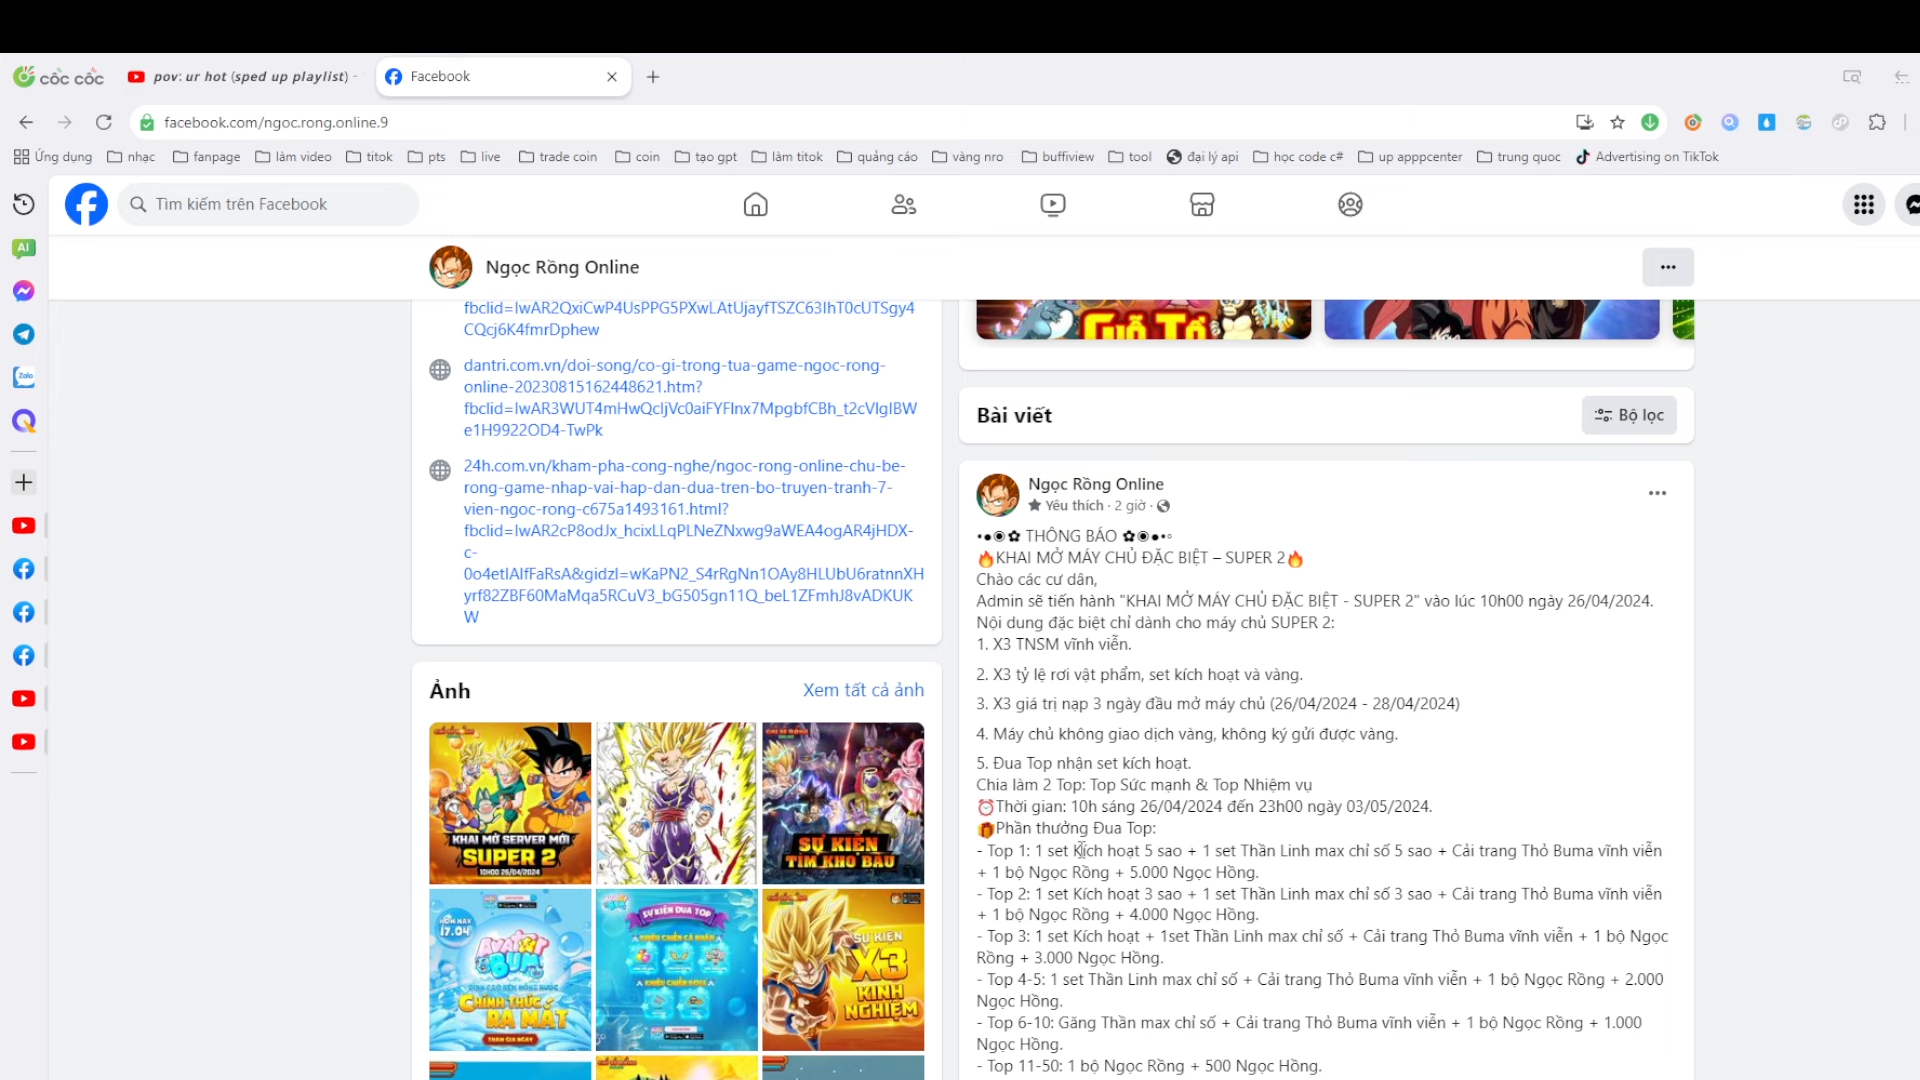 cốc cốc
pov: ur hot (sped up playlist) -
Facebook
facebook.com/ngoc.rong.online.9
Ứng dụng
nhạc
fanpage
làm video
titok
pts
live
trade coin
coin
tạo gpt
làm titok
quảng cáo
vàng nro
buffiview
tool
đại lý api
học code c#
up apppcenter
trung quoc
Advertising on TikTok
Tìm kiếm trên Facebook
AI
Zalo
Ngọc Rồng Online
fbclid=IwAR2QxiCwP4UsPPG5PXwLAtUjayfTSZC63IhT0cUTSgy4
CQcj6K4fmrDphew
dantri.com.vn/doi-song/co-gi-trong-tua-game-ngoc-rong-
online-20230815162448621.htm?
fbclid=IwAR3WUT4mHwQcljVc0aiFYFInx7MpgbfCBh_t2cVIgIBW
e1H9922OD4-TwPk
24h.com.vn/kham-pha-cong-nghe/ngoc-rong-online-chu-be-
rong-game-nhap-vai-hap-dan-dua-tren-bo-truyen-tranh-7-
vien-ngoc-rong-c675a1493161.html?
fbclid=IwAR2cP8odJx_hcixLLqPLNeZNxwg9aWEA4ogAR4jHDX-
c-
0o4etIAIfFaRsA&gidzl=wKaPN2_S4rRgNn1OAy8HLUbU6ratnnXH
yrf82ZBF60MaMqa5RCuV3_bG505gn11Q_beL1ZFmhJ8vADKUK
W
Ảnh
Xem tất cả ảnh
KHAI MỞ SERVER MỚI
SUPER 2
10H00 26/04/2024
SỰ KIỆN
TÌM KHO BÁU
HÔM NAY
17.04
AVATAR
BUM
CHÍNH THỨC
RA MẮT
THAM GIA NGAY
SỰ KIỆN ĐUA TOP
SỰ KIỆN
X3
KINH
NGHIỆM
GIỖ TỔ
Bài viết
Bộ lọc
Ngọc Rồng Online
Yêu thích · 2 giờ ·
•●◉✿ THÔNG BÁO ✿◉●•◦
🔥KHAI MỞ MÁY CHỦ ĐẶC BIỆT – SUPER 2🔥
Chào các cư dân,
Admin sẽ tiến hành "KHAI MỞ MÁY CHỦ ĐẶC BIỆT - SUPER 2" vào lúc 10h00 ngày 26/04/2024.
Nội dung đặc biệt chỉ dành cho máy chủ SUPER 2:
1. X3 TNSM vĩnh viễn.
2. X3 tỷ lệ rơi vật phẩm, set kích hoạt và vàng.
3. X3 giá trị nạp 3 ngày đầu mở máy chủ (26/04/2024 - 28/04/2024)
4. Máy chủ không giao dịch vàng, không ký gửi được vàng.
5. Đua Top nhận set kích hoạt.
Chia làm 2 Top: Top Sức mạnh & Top Nhiệm vụ
⏰Thời gian: 10h sáng 26/04/2024 đến 23h00 ngày 03/05/2024.
🎁Phần thưởng Đua Top:
- Top 1: 1 set Kích hoạt 5 sao + 1 set Thần Linh max chỉ số 5 sao + Cải trang Thỏ Buma vĩnh viễn
+ 1 bộ Ngọc Rồng + 5.000 Ngọc Hồng.
- Top 2: 1 set Kích hoạt 3 sao + 1 set Thần Linh max chỉ số 3 sao + Cải trang Thỏ Buma vĩnh viễn
+ 1 bộ Ngọc Rồng + 4.000 Ngọc Hồng.
- Top 3: 1 set Kích hoạt + 1set Thần Linh max chỉ số + Cải trang Thỏ Buma vĩnh viễn + 1 bộ Ngọc
Rồng + 3.000 Ngọc Hồng.
- Top 4-5: 1 set Thần Linh max chỉ số + Cải trang Thỏ Buma vĩnh viễn + 1 bộ Ngọc Rồng + 2.000
Ngọc Hồng.
- Top 6-10: Găng Thần max chỉ số + Cải trang Thỏ Buma vĩnh viễn + 1 bộ Ngọc Rồng + 1.000
Ngọc Hồng.
- Top 11-50: 1 bộ Ngọc Rồng + 500 Ngọc Hồng.